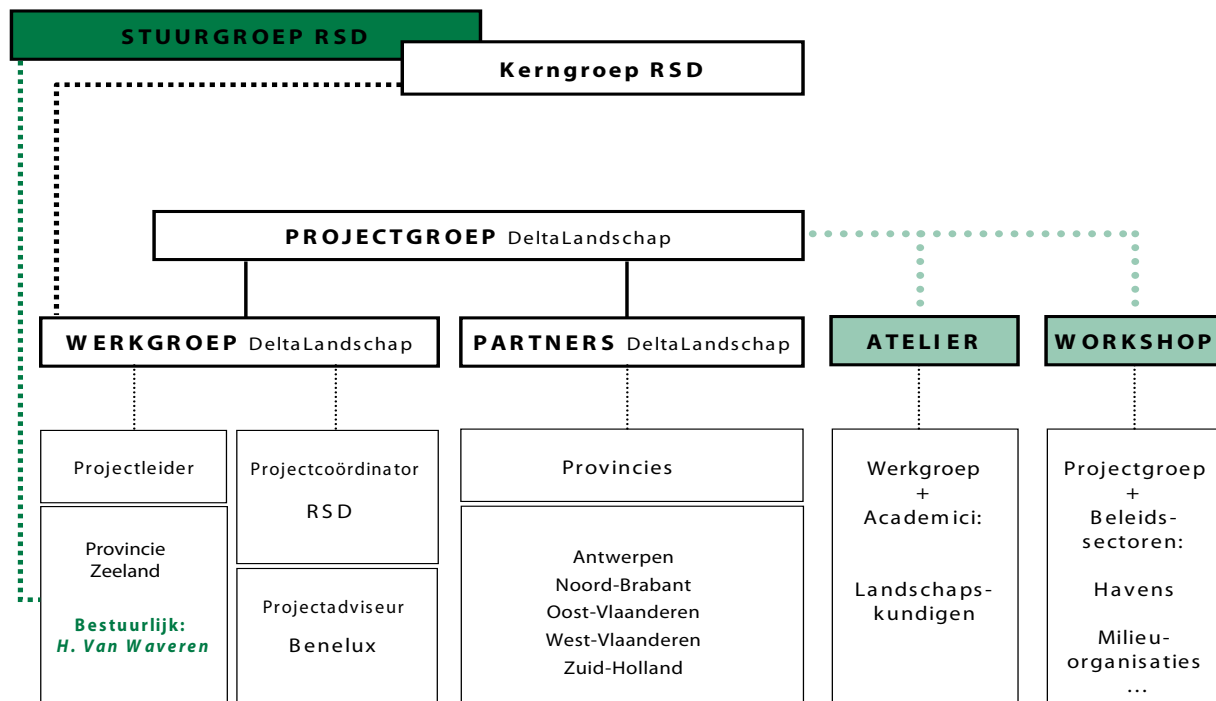 STUURGROEP RSD
Kerngroep RSD
PROJECTGROEP DeltaLandschap
WERKGROEP DeltaLandschap
PARTNERS DeltaLandschap
ATELIER
WORKSHOP
Projectleider
Provincie
Zeeland
Bestuurlijk:
H. Van Waveren
Projectcoördinator
RSD
Projectadviseur
Benelux
Provincies
Antwerpen
Noord-Brabant
Oost-Vlaanderen
West-Vlaanderen
Zuid-Holland
Werkgroep
+
Academici:
Landschaps-
kundigen
Projectgroep
+
Beleids-
sectoren:
Havens
Milieu-
organisaties
...